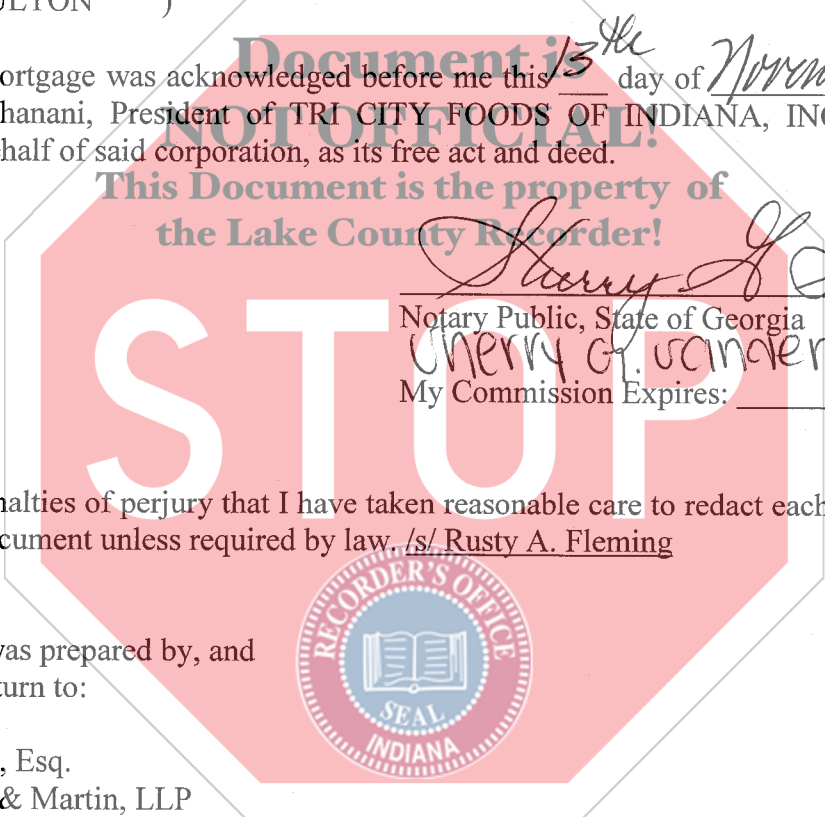 )
Document is
ortgage was acknowledged before me this 13th day of Novem
NOT OFFICIAL!
hanani, President of TRI CITY FOODS OF INDIANA, INC
half of said corporation, as its free act and deed.
This Document is the property of
the Lake County Recorder!
Notary Public, State of Georgia
My Commission Expires:
STOP
nalties of perjury that I have taken reasonable care to redact each
cument unless required by law. /s/ Rusty A. Fleming
RECORDER'S OFFICE
SEAL
INDIANA
was prepared by, and
turn to:
, Esq.
& Martin, LLP